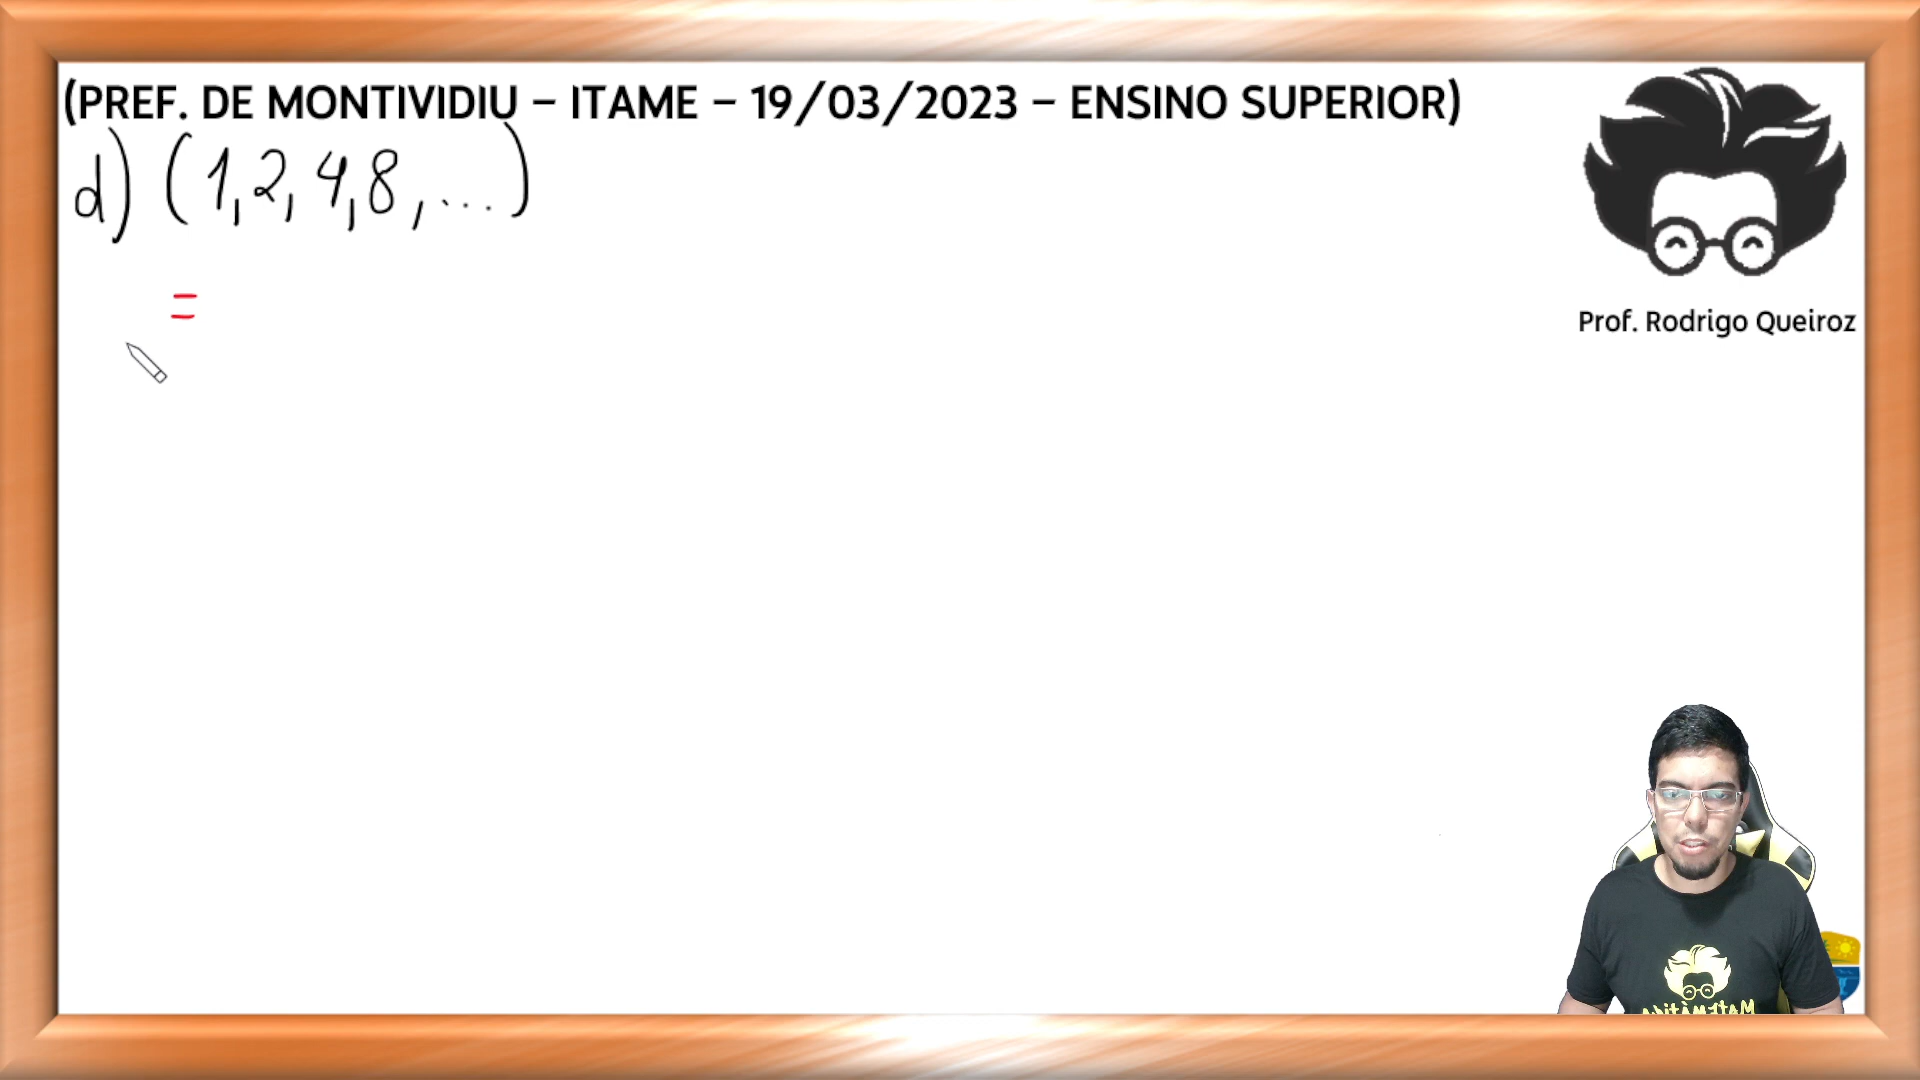 (PREF. DE MONTIVIDIU – ITAME – 19/03/2023 – ENSINO SUPERIOR)
d) (1,2,4,8,...)
=
Prof. Rodrigo Queiroz